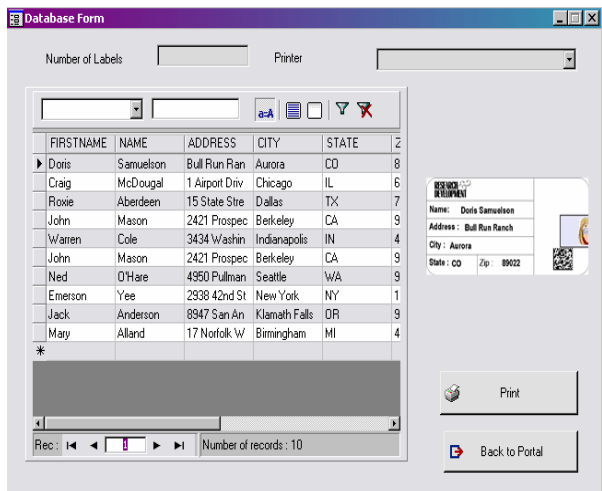 Database Form
Number of Labels Printer
a=A
FIRSTNAME NAME ADDRESS CITY STATE Z
Doris Samuelson Bull Run Ran Aurora CO 8
Craig McDougal 1 Airport Driv Chicago IL 6
Roxie Aberdeen 15 State Stre Dallas TX 7
John Mason 2421 Prospec Berkeley CA 9
Warren Cole 3434 Washin Indianapolis IN 4
John Mason 2421 Prospec Berkeley CA 9
Ned O'Hare 4950 Pullman Seattle WA 9
Emerson Yee 2938 42nd St New York NY 1
Jack Anderson 8947 San An Klamath Falls OR 9
Mary Alland 17 Norfolk W Birmingham MI 4
Rec : 1 Number of records : 10
RESEARCH
DEVELOPMENT
Name: Doris Samuelson
Address : Bull Run Ranch
City : Aurora
State : CO Zip : 89022
Print
Back to Portal